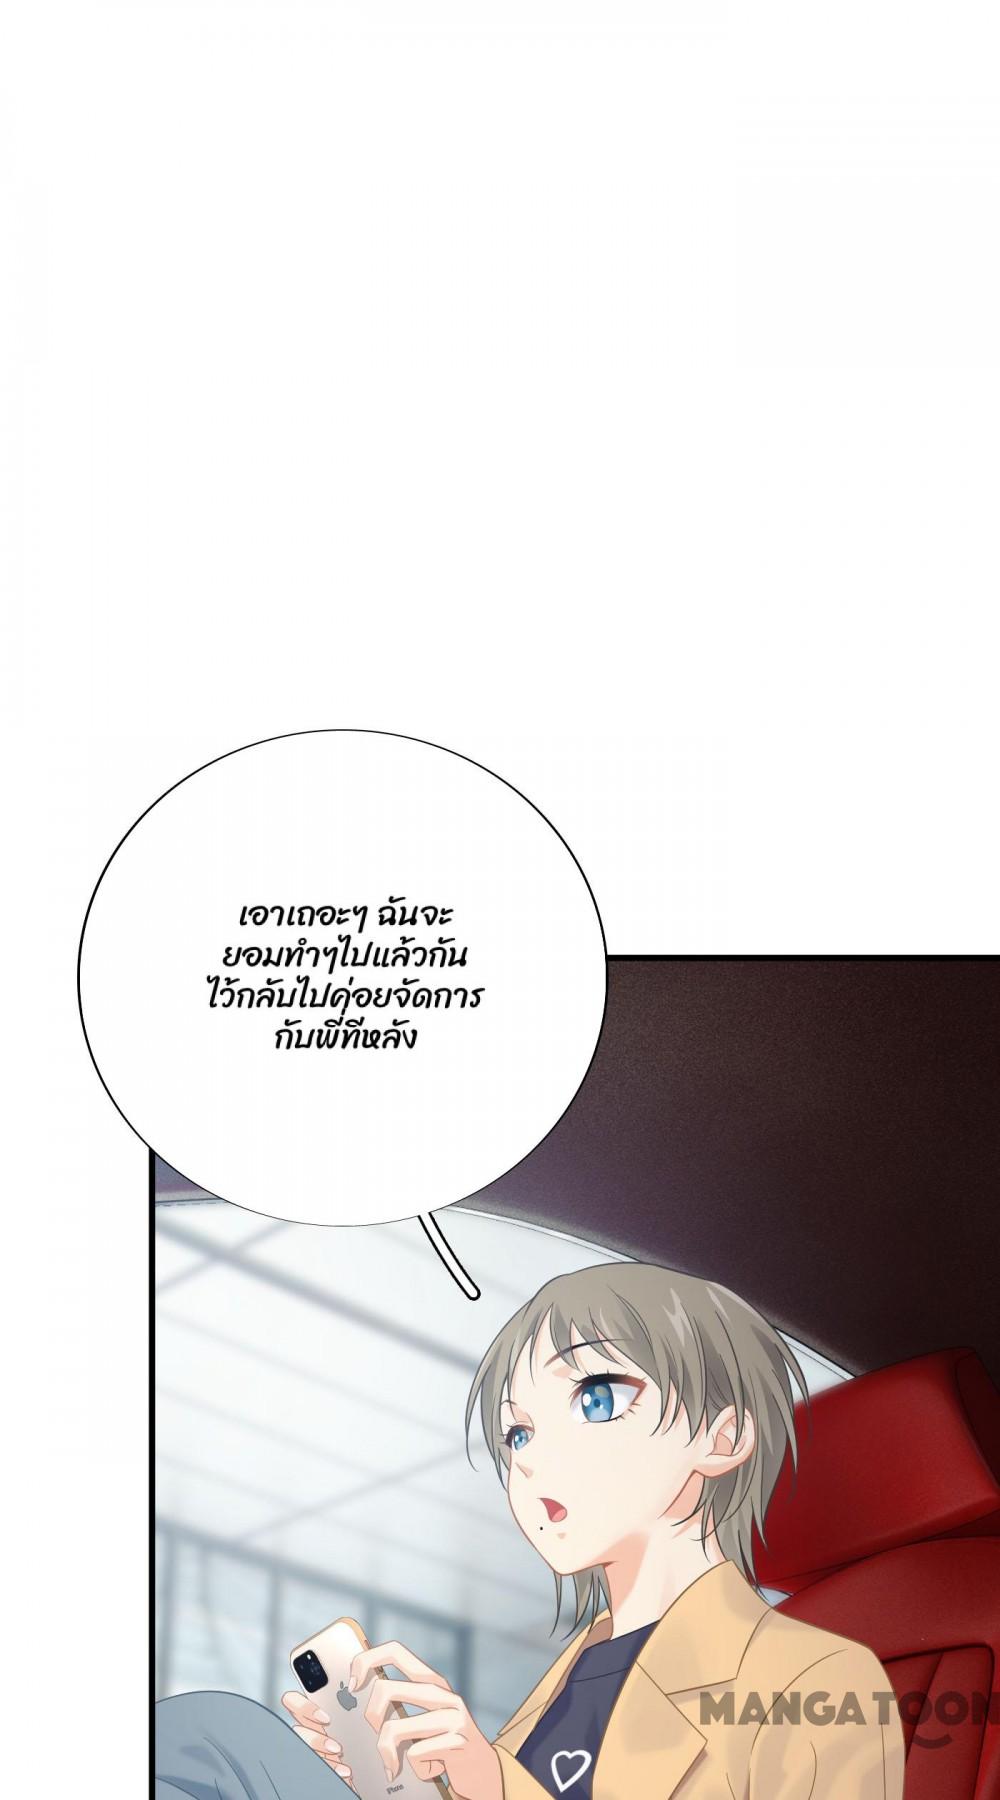 เอาเถอะๆ ฉันจะ
ยอมทำๆไปแล้วกัน
ไว้กลับไปค่อยจัดการ
กับพี่ทีหลัง
iPhone
MANGATOON